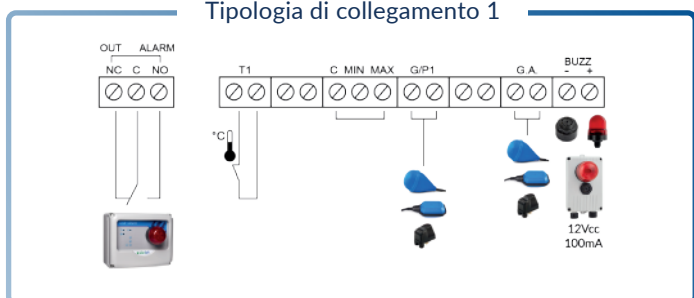 Tipologia di collegamento 1
OUT ALARM
NC C NO
T1
C MIN MAX
G/P1
G.A.
BUZZ
- +
°C
12Vcc
100mA